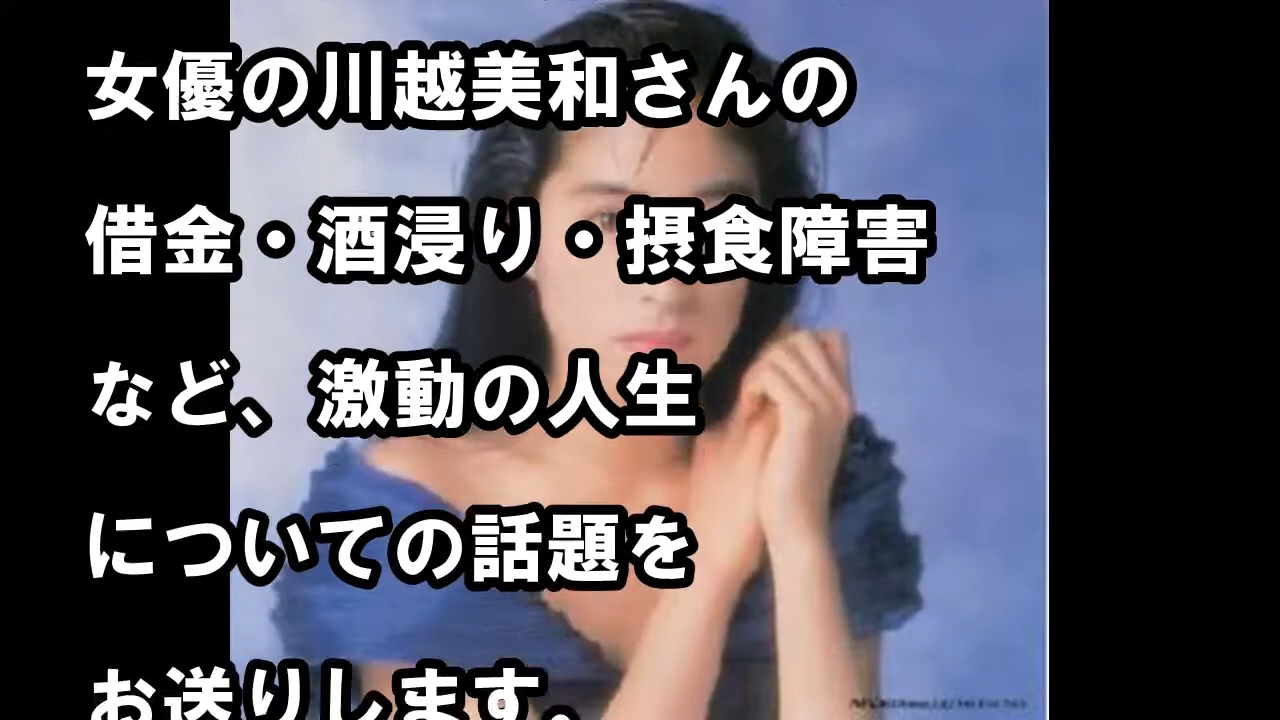 女優の川越美和さんの
借金・酒浸り・摂食障害
など、激動の人生
についての話題を
お送りします。